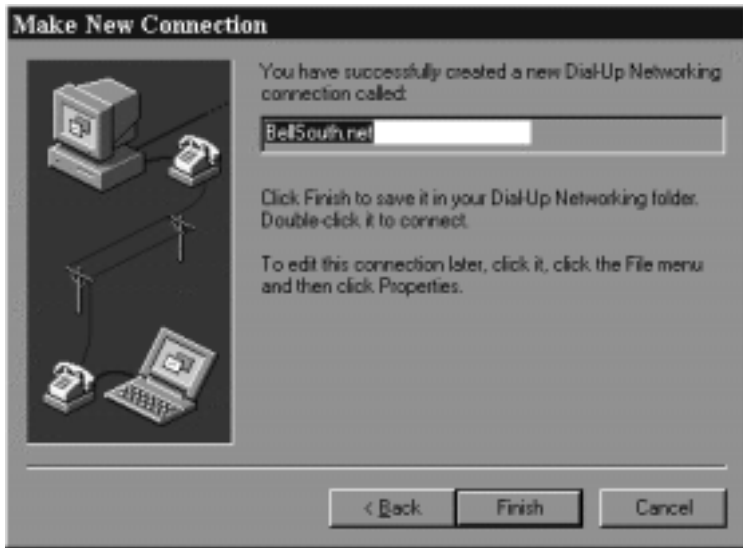 Make New Connection
You have successfully created a new Dial-Up Networking
connection called:
BellSouth.net
Click Finish to save it in your Dial-Up Networking folder.
Double-click it to connect.
To edit this connection later, click it, click the File menu
and then click Properties.
< Back
Finish
Cancel